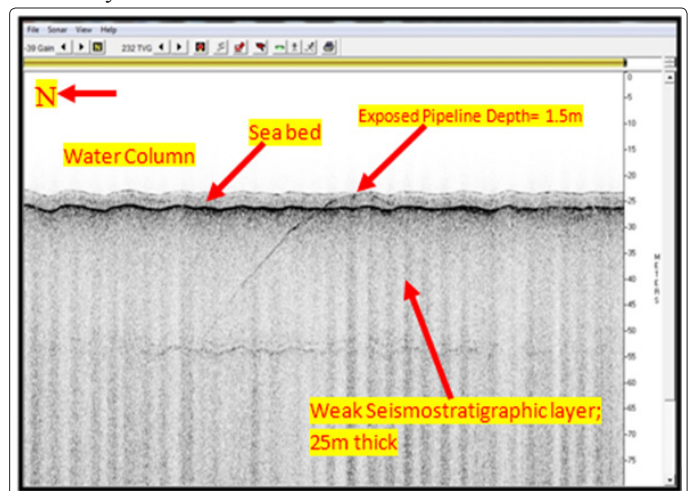 File Sonar View Help
-39 Gain 232 TVG
N
Exposed Pipeline Depth= 1.5m
Sea bed
Water Column
Weak Seismostratigraphic layer;
25m thick
0
-5
-10
-15
-20
-25
-30
-35
-40
-45
-50
-55
-60
-65
-70
-75
METERS